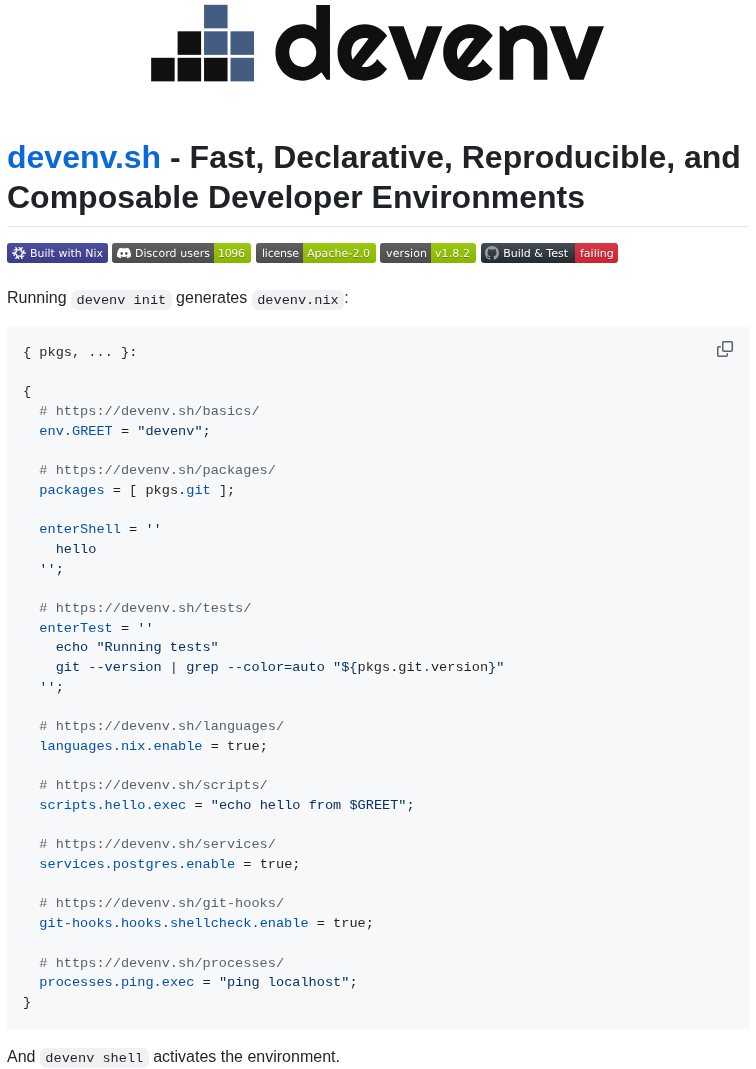 devenv
devenv.sh - Fast, Declarative, Reproducible, and
Composable Developer Environments
Built with Nix Discord users 1096 license Apache-2.0 version v1.8.2 Build & Test failing
Running devenv init generates devenv.nix:
{ pkgs, ... }:
{
  # https://devenv.sh/basics/
  env.GREET = "devenv";
  # https://devenv.sh/packages/
  packages = [ pkgs.git ];
  enterShell = ''
    hello
  '';
  # https://devenv.sh/tests/
  enterTest = ''
    echo "Running tests"
    git --version | grep --color=auto "${pkgs.git.version}"
  '';
  # https://devenv.sh/languages/
  languages.nix.enable = true;
  # https://devenv.sh/scripts/
  scripts.hello.exec = "echo hello from $GREET";
  # https://devenv.sh/services/
  services.postgres.enable = true;
  # https://devenv.sh/git-hooks/
  git-hooks.hooks.shellcheck.enable = true;
  # https://devenv.sh/processes/
  processes.ping.exec = "ping localhost";
}
And devenv shell activates the environment.